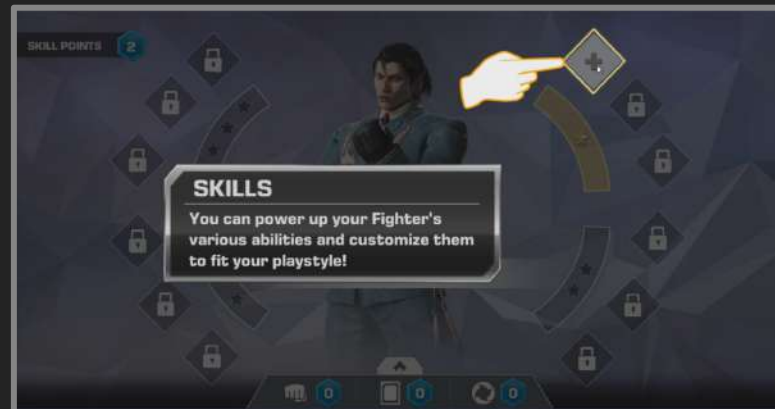 SKILL POINTS 2
SKILLS
You can power up your Fighter's
various abilities and customize them
to fit your playstyle!
0 0 0